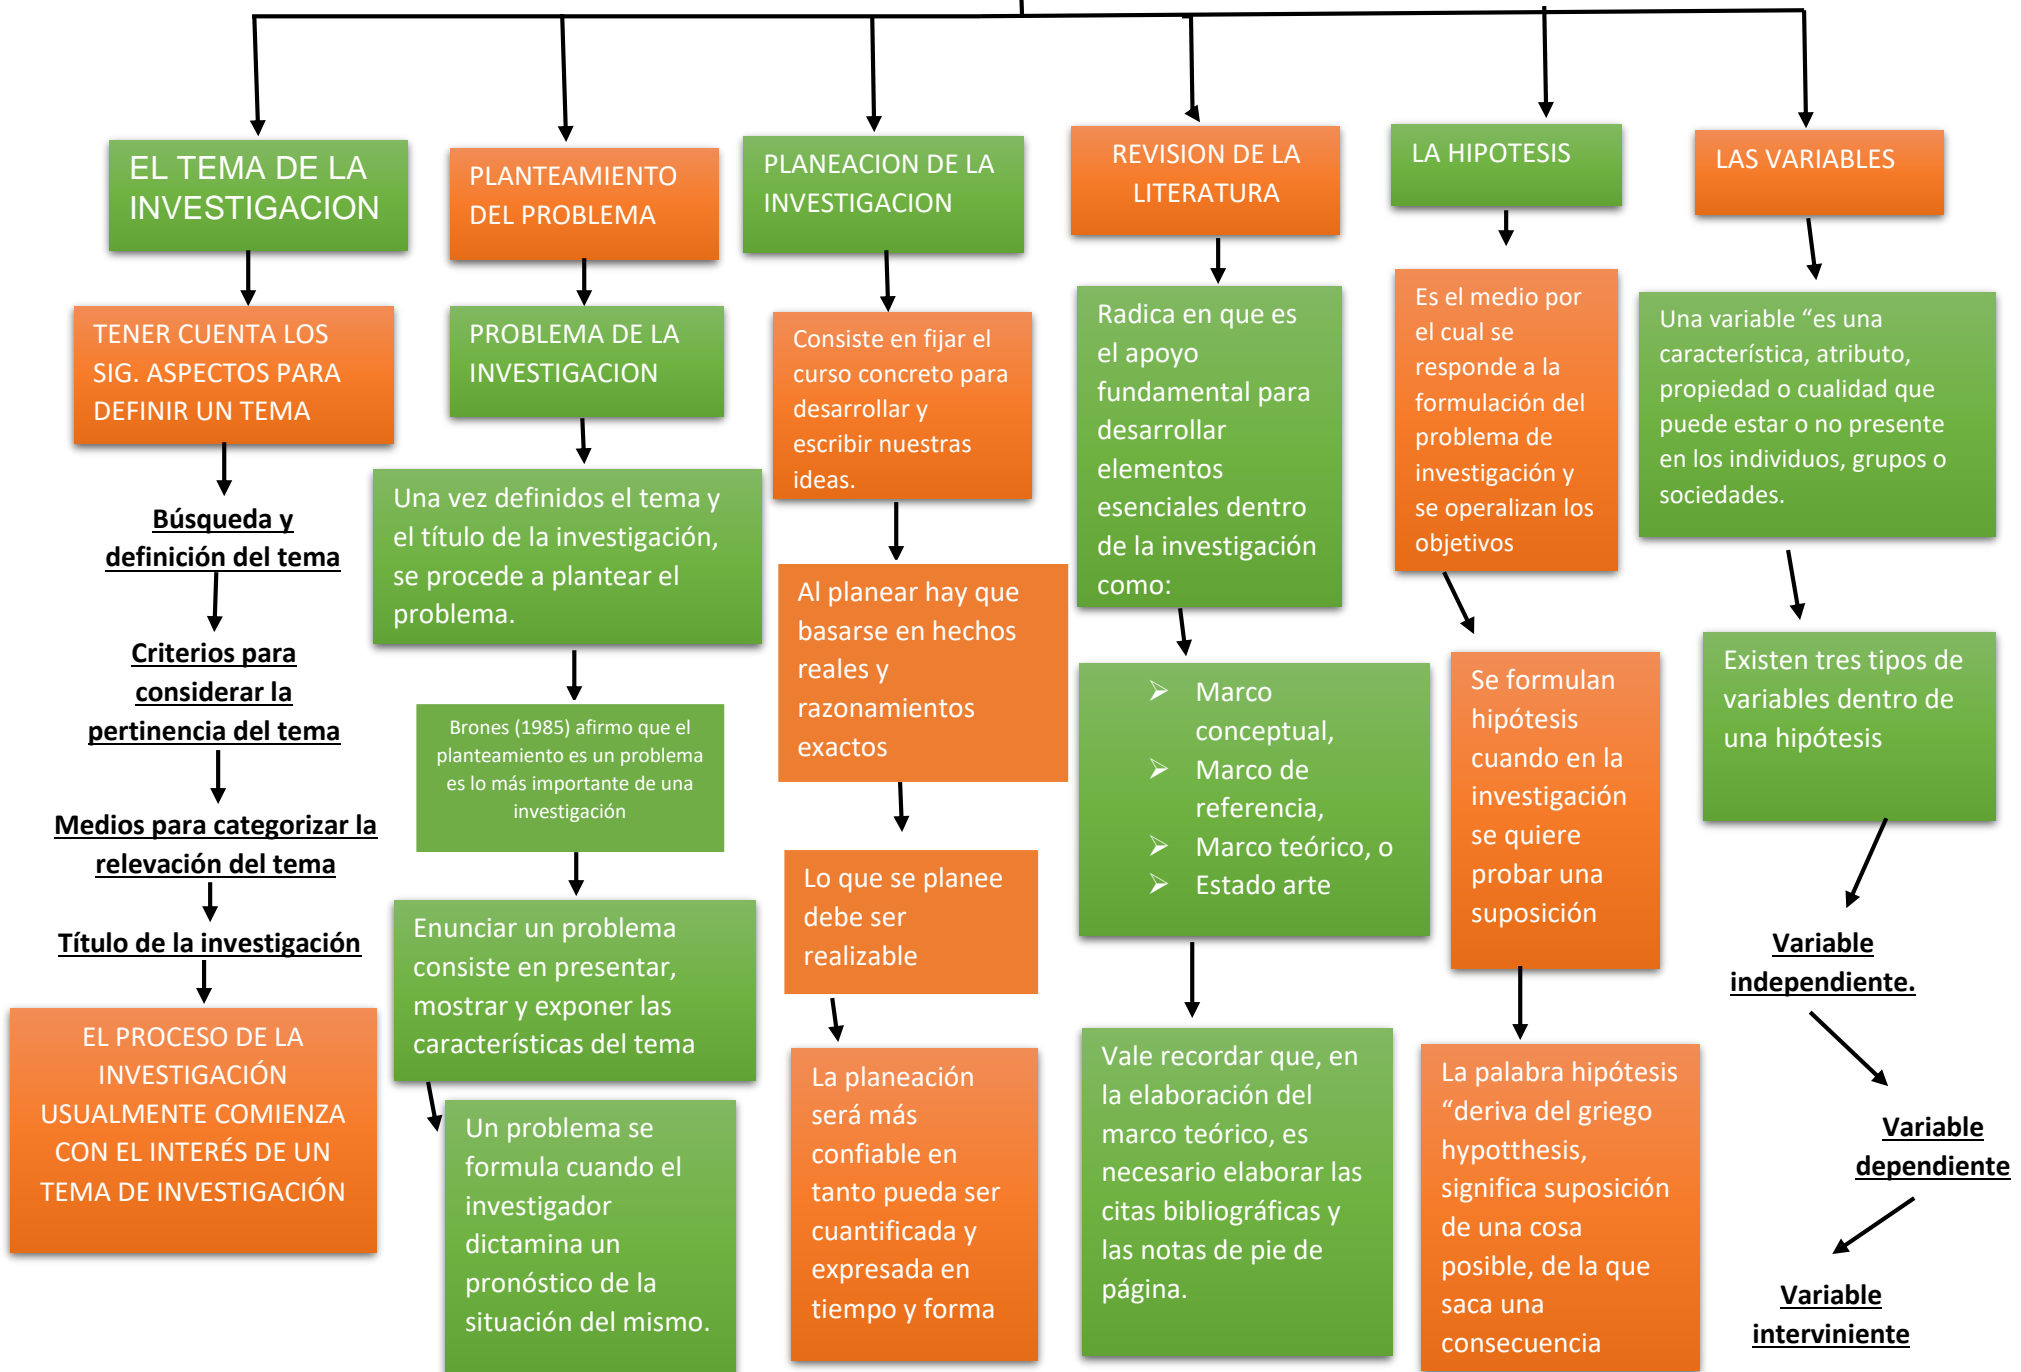 EL TEMA DE LA
INVESTIGACION
TENER CUENTA LOS
SIG. ASPECTOS PARA
DEFINIR UN TEMA
Búsqueda y
definición del tema
Criterios para
considerar la
pertinencia del tema
Medios para categorizar la
relevación del tema
Título de la investigación
EL PROCESO DE LA
INVESTIGACIÓN
USUALMENTE COMIENZA
CON EL INTERÉS DE UN
TEMA DE INVESTIGACIÓN
PLANTEAMIENTO
DEL PROBLEMA
PROBLEMA DE LA
INVESTIGACION
Una vez definidos el tema y
el título de la investigación,
se procede a plantear el
problema.
Brones (1985) afirmo que el
planteamiento es un problema
es lo más importante de una
investigación
Enunciar un problema
consiste en presentar,
mostrar y exponer las
características del tema
Un problema se
formula cuando el
investigador
dictamina un
pronóstico de la
situación del mismo.
PLANEACION DE LA
INVESTIGACION
Consiste en fijar el
curso concreto para
desarrollar y
escribir nuestras
ideas.
Al planear hay que
basarse en hechos
reales y
razonamientos
exactos
Lo que se planee
debe ser
realizable
La planeación
será más
confiable en
tanto pueda ser
cuantificada y
expresada en
tiempo y forma
REVISION DE LA
LITERATURA
Radica en que es
el apoyo
fundamental para
desarrollar
elementos
esenciales dentro
de la investigación
como:
➢ Marco
conceptual,
➢ Marco de
referencia,
➢ Marco teórico, o
➢ Estado arte
Vale recordar que, en
la elaboración del
marco teórico, es
necesario elaborar las
citas bibliográficas y
las notas de pie de
página.
LA HIPOTESIS
Es el medio por
el cual se
responde a la
formulación del
problema de
investigación y
se operalizan los
objetivos
Se formulan
hipótesis
cuando en la
investigación
se quiere
probar una
suposición
La palabra hipótesis
“deriva del griego
hypotthesis,
significa suposición
de una cosa
posible, de la que
saca una
consecuencia
LAS VARIABLES
Una variable “es una
característica, atributo,
propiedad o cualidad que
puede estar o no presente
en los individuos, grupos o
sociedades.
Existen tres tipos de
variables dentro de
una hipótesis
Variable
independiente.
Variable
dependiente
Variable
interviniente